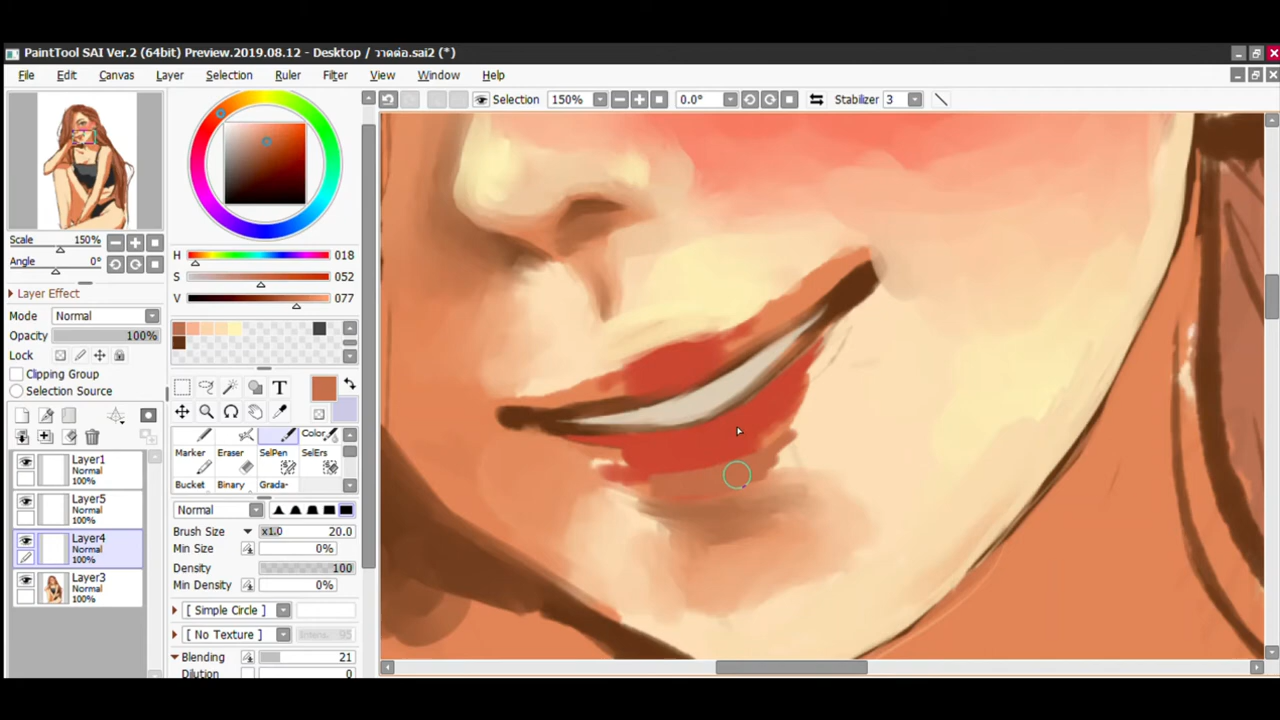 PaintTool SAI Ver.2 (64bit) Preview.2019.08.12 - Desktop / วาดต่อ.sai2 (*)
File Edit Canvas Layer Selection Ruler Filter View Window Help
Selection 150% 0.0° Stabilizer 3
Scale 150%
Angle 0°
Layer Effect
Mode Normal
Opacity 100%
Lock
Clipping Group
Selection Source
Layer1
Normal
100%
Layer5
Normal
100%
Layer4
Normal
100%
Layer3
Normal
100%
H 018
S 052
V 077
T
Color
Marker Eraser SelPen SelErs
Bucket Binary Grada-
Normal
Brush Size x1.0 20.0
Min Size 0%
Density 100
Min Density 0%
[ Simple Circle ]
[ No Texture ] 95
Blending 21
Dilution 0